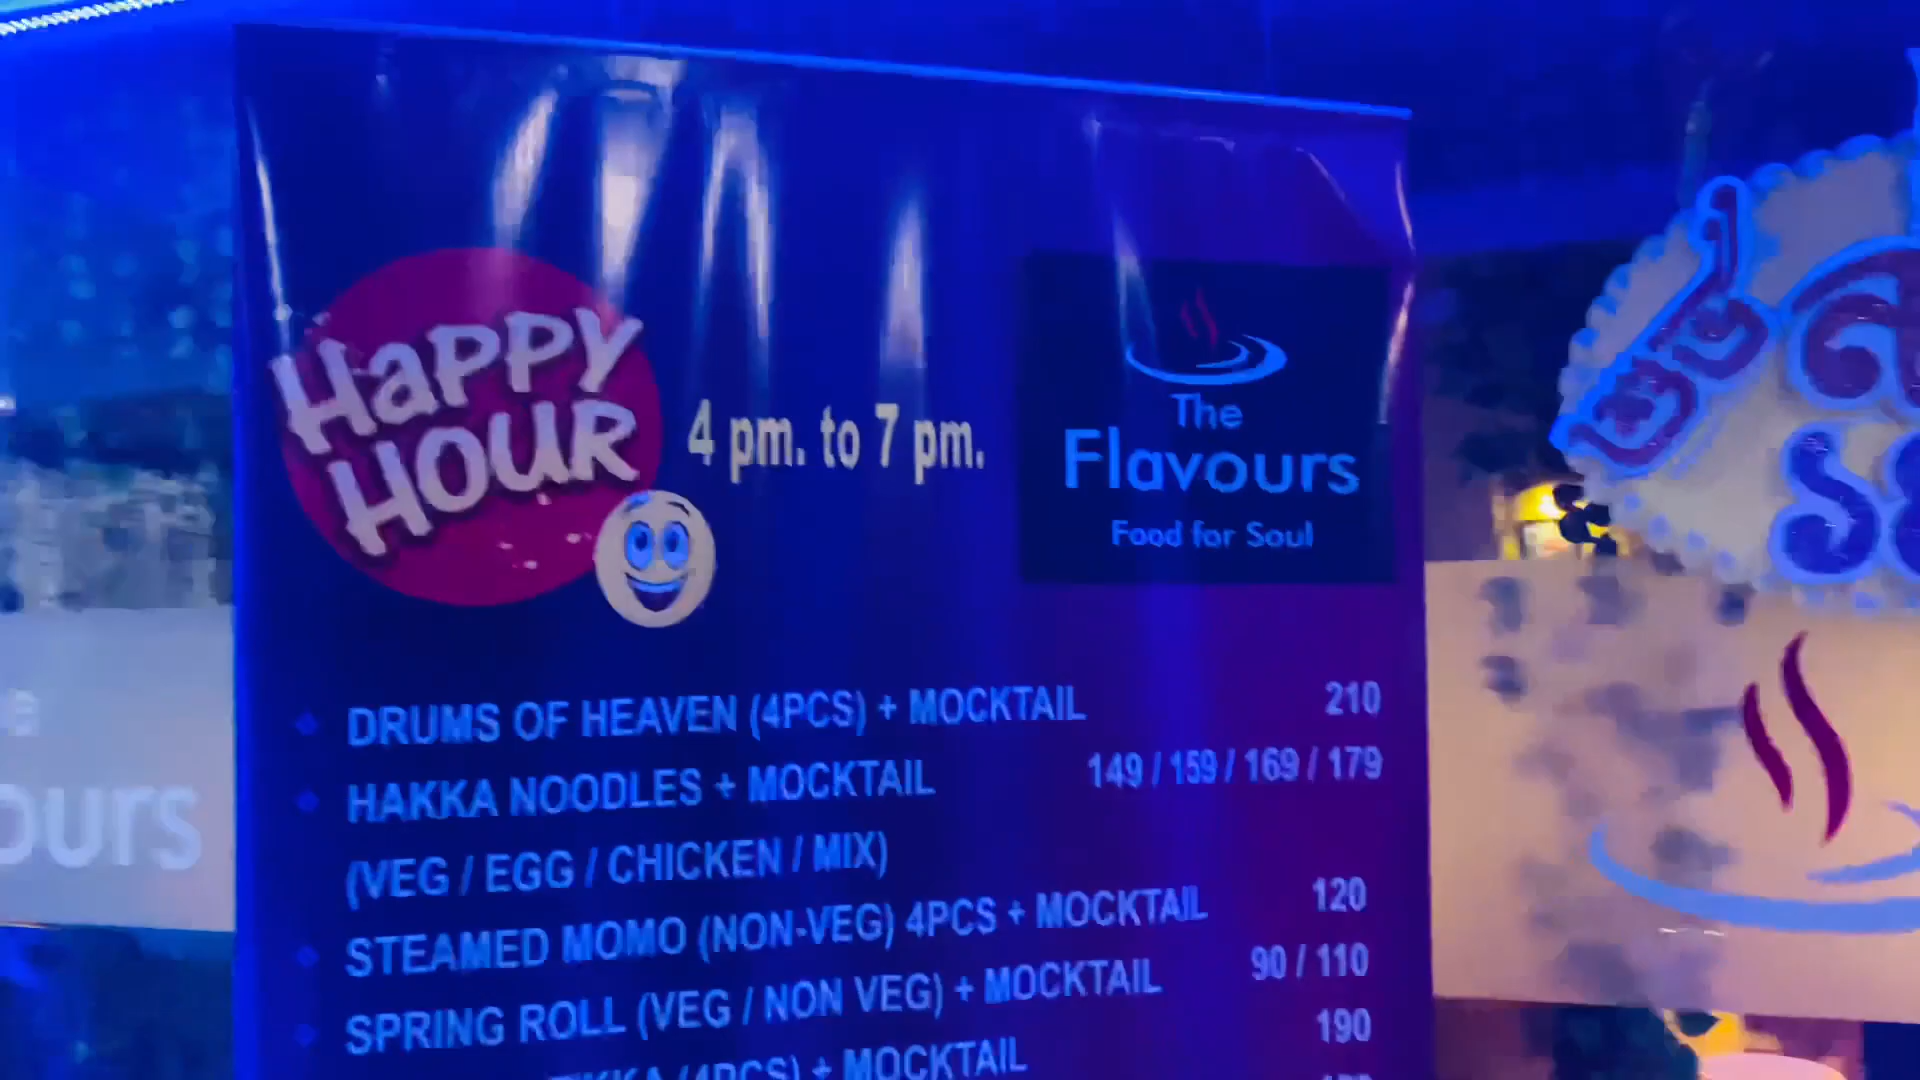 HAPPY
HOUR
4 pm. to 7 pm.
The
Flavours
Food for Soul
DRUMS OF HEAVEN (4PCS) + MOCKTAIL 210
HAKKA NOODLES + MOCKTAIL 149 / 159 / 169 / 179
(VEG / EGG / CHICKEN / MIX)
STEAMED MOMO (NON-VEG) 4PCS + MOCKTAIL 120
SPRING ROLL (VEG / NON VEG) + MOCKTAIL 90 / 110
(4PCS) + MOCKTAIL 190
ours